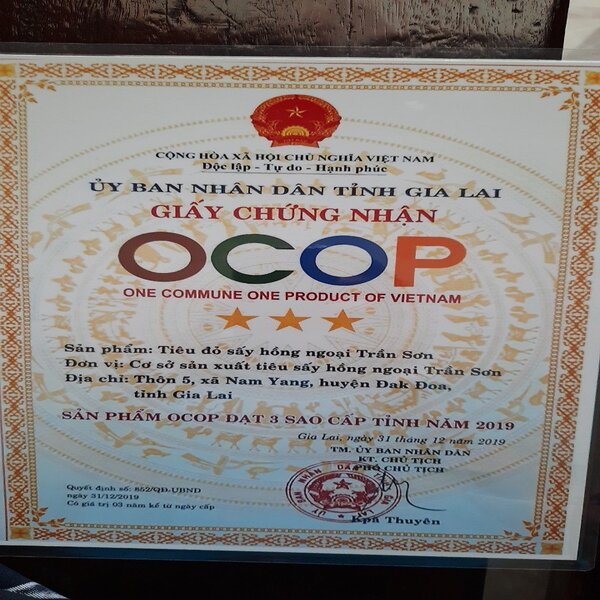 CỘNG HÒA XÃ HỘI CHỦ NGHĨA VIỆT NAM
Độc lập - Tự do - Hạnh phúc
ỦY BAN NHÂN DÂN TỈNH GIA LAI
GIẤY CHỨNG NHẬN
OCOP
ONE COMMUNE ONE PRODUCT OF VIETNAM
Sản phẩm: Tiêu đỏ sấy hồng ngoại Trần Sơn
Đơn vị: Cơ sở sản xuất tiêu sấy hồng ngoại Trần Sơn
Địa chỉ: Thôn 5, xã Nam Yang, huyện Đak Đoa,
tỉnh Gia Lai
SẢN PHẨM OCOP ĐẠT 3 SAO CẤP TỈNH NĂM 2019
Gia Lai, ngày 31 tháng 12 năm 2019
TM. ỦY BAN NHÂN DÂN
KT. CHỦ TỊCH
PHÓ CHỦ TỊCH
Quyết định số: 852/QĐ-UBND
ngày 31/12/2019
Có giá trị 03 năm kể từ ngày cấp
Kpă Thuyên